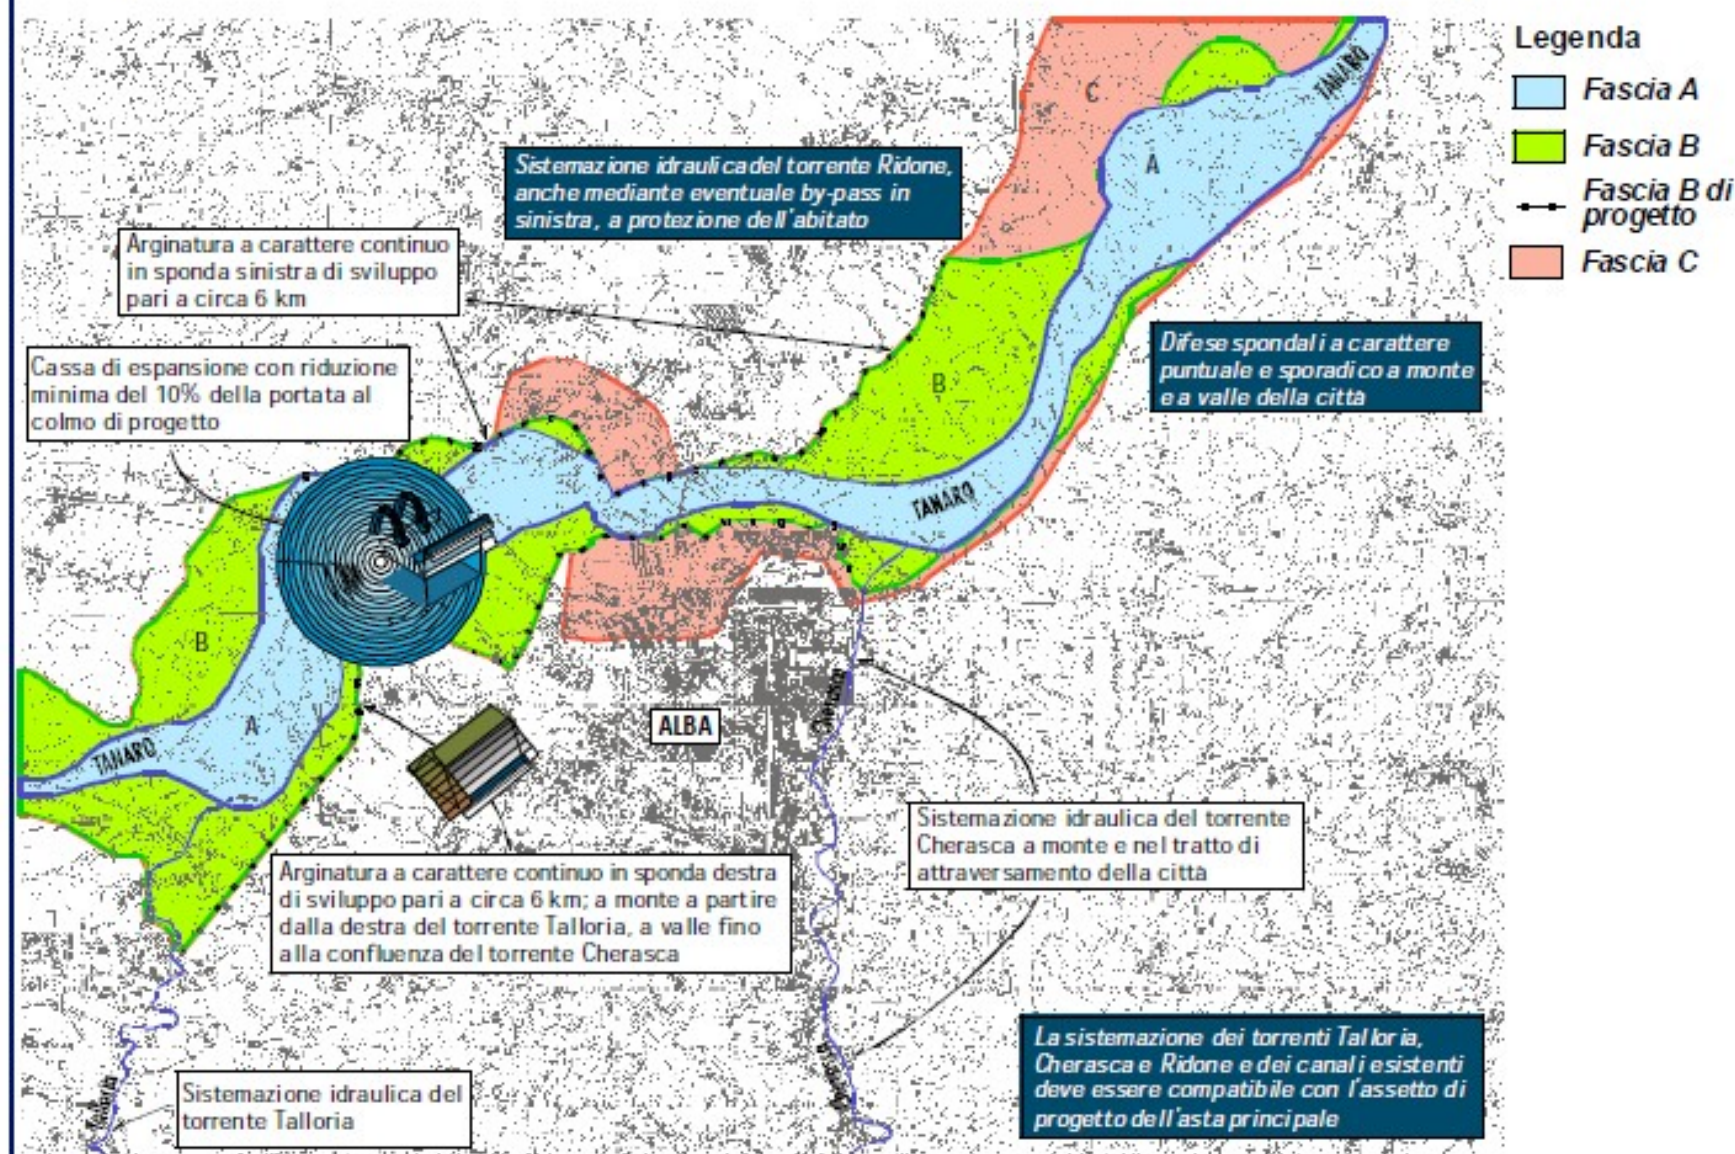 Legenda
Fascia A
Fascia B
Fascia B di
progetto
Fascia C
TANARO
C
A
Sistemazione idraulica del torrente Ridone,
anche mediante eventuale by-pass in
sinistra, a protezione dell'abitato
Arginatura a carattere continuo
in sponda sinistra di sviluppo
pari a circa 6 km
Difese spondali a carattere
puntuale e sporadico a monte
e a valle della città
Cassa di espansione con riduzione
minima del 10% della portata al
colmo di progetto
B
TANARO
B
A
TANARO
ALBA
Cherasca
Sistemazione idraulica del torrente
Cherasca a monte e nel tratto di
attraversamento della città
Arginatura a carattere continuo in sponda destra
di sviluppo pari a circa 6 km; a monte a partire
dalla destra del torrente Talloria, a valle fino
alla confluenza del torrente Cherasca
La sistemazione dei torrenti Talloria,
Cherasca e Ridone e dei canali esistenti
deve essere compatibile con l'assetto di
progetto dell'asta principale
Talloria
Sistemazione idraulica del
torrente Talloria